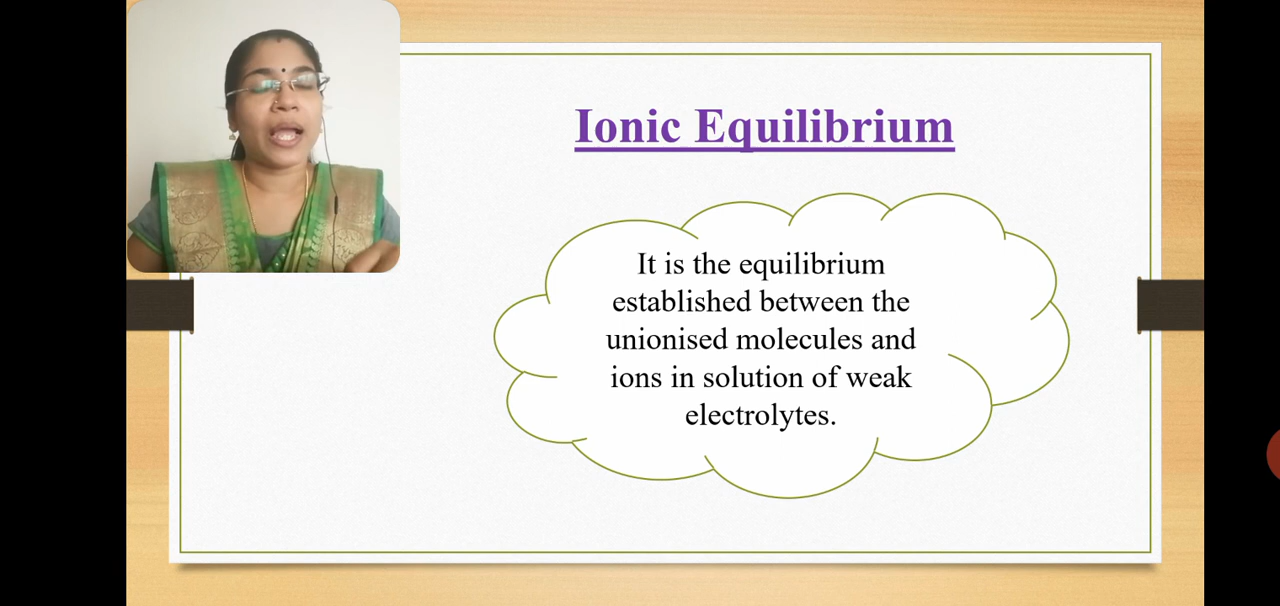 Ionic Equilibrium
It is the equilibrium
established between the
unionised molecules and
ions in solution of weak
electrolytes.